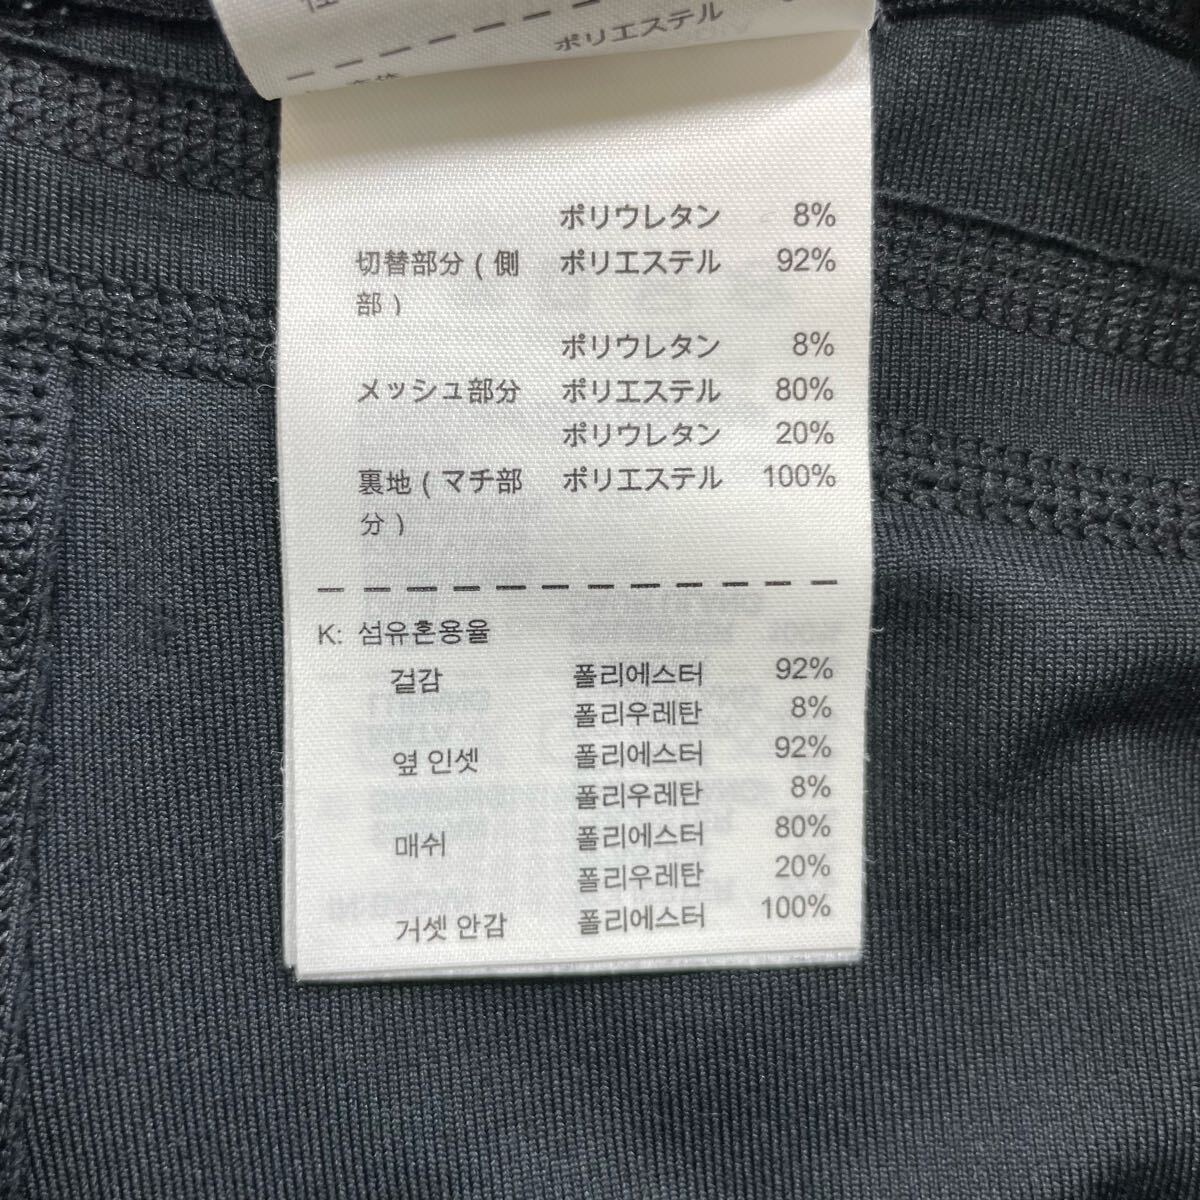 ポリエステル
ポリウレタン 8%
切替部分 ( 側 ポリエステル 92%
部 )
ポリウレタン 8%
メッシュ部分 ポリエステル 80%
ポリウレタン 20%
裏地 ( マチ部 ポリエステル 100%
分 )
K: 섬유혼용율
걸감 폴리에스터 92%
폴리우레탄 8%
옆 인셋 폴리에스터 92%
폴리우레탄 8%
매쉬 폴리에스터 80%
폴리우레탄 20%
거셋 안감 폴리에스터 100%